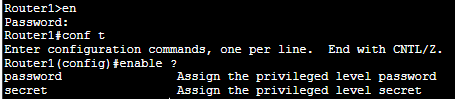 Router1>en
Password:
Router1#conf t
Enter configuration commands, one per line.  End with CNTL/Z.
Router1(config)#enable ?
password             Assign the privileged level password
secret               Assign the privileged level secret